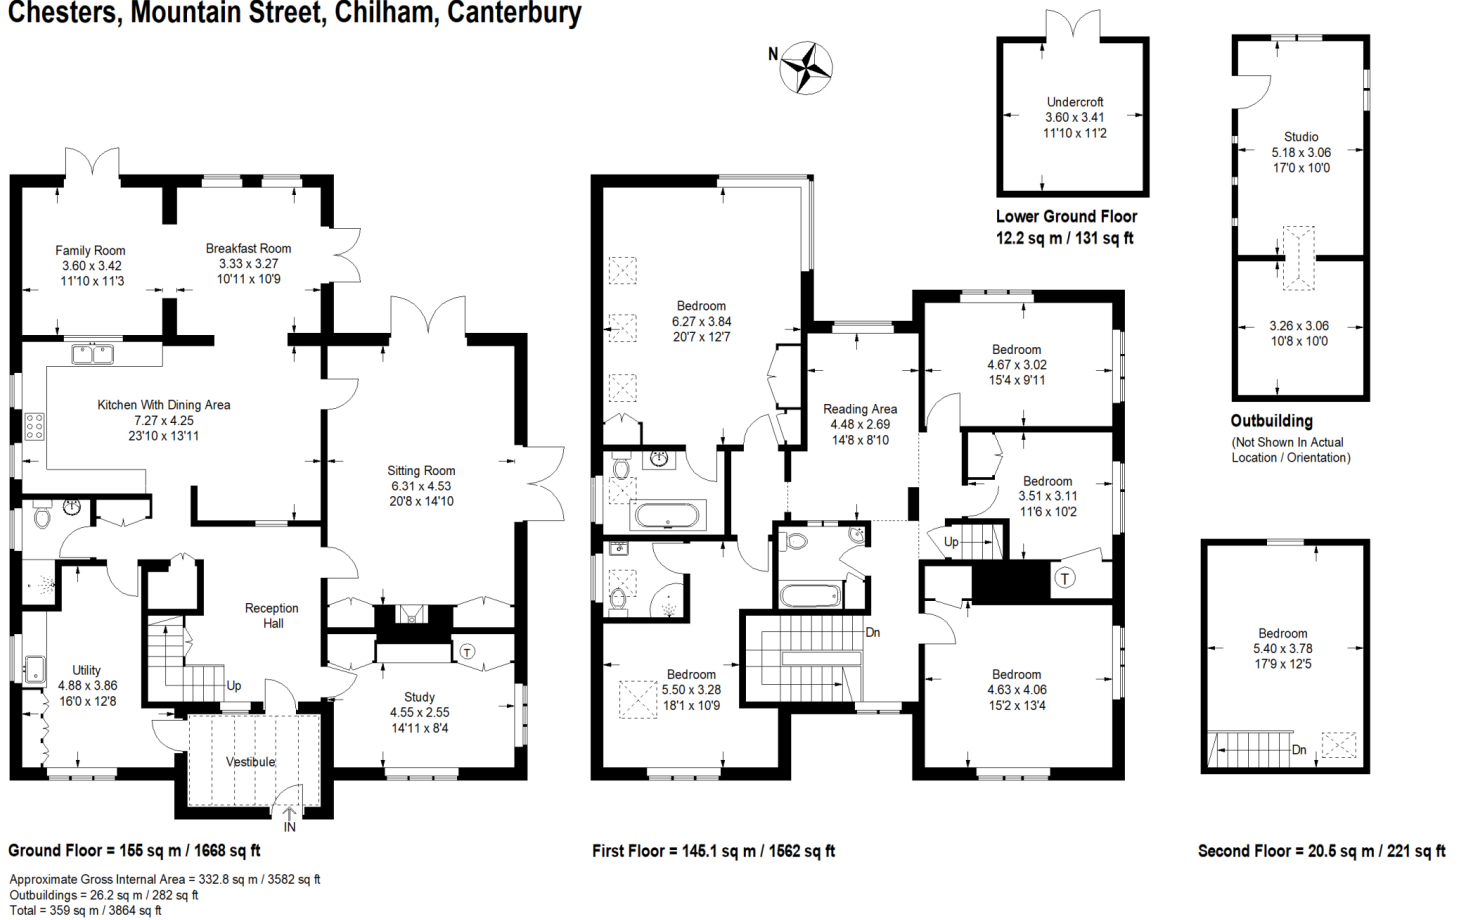 Chesters, Mountain Street, Chilham, Canterbury
N
Undercroft
3.60 x 3.41
11'10 x 11'2
Lower Ground Floor
12.2 sq m / 131 sq ft
Studio
5.18 x 3.06
17'0 x 10'0
3.26 x 3.06
10'8 x 10'0
Outbuilding
(Not Shown In Actual
Location / Orientation)
Family Room
3.60 x 3.42
11'10 x 11'3
Breakfast Room
3.33 x 3.27
10'11 x 10'9
Kitchen With Dining Area
7.27 x 4.25
23'10 x 13'11
Sitting Room
6.31 x 4.53
20'8 x 14'10
Reception
Hall
Up
Utility
4.88 x 3.86
16'0 x 12'8
T
Study
4.55 x 2.55
14'11 x 8'4
Vestibule
IN
Ground Floor = 155 sq m / 1668 sq ft
Bedroom
6.27 x 3.84
20'7 x 12'7
Reading Area
4.48 x 2.69
14'8 x 8'10
Bedroom
4.67 x 3.02
15'4 x 9'11
Bedroom
3.51 x 3.11
11'6 x 10'2
Up
T
Dn
Bedroom
5.50 x 3.28
18'1 x 10'9
Bedroom
4.63 x 4.06
15'2 x 13'4
First Floor = 145.1 sq m / 1562 sq ft
Bedroom
5.40 x 3.78
17'9 x 12'5
Dn
Second Floor = 20.5 sq m / 221 sq ft
Approximate Gross Internal Area = 332.8 sq m / 3582 sq ft
Outbuildings = 26.2 sq m / 282 sq ft
Total = 359 sq m / 3864 sq ft